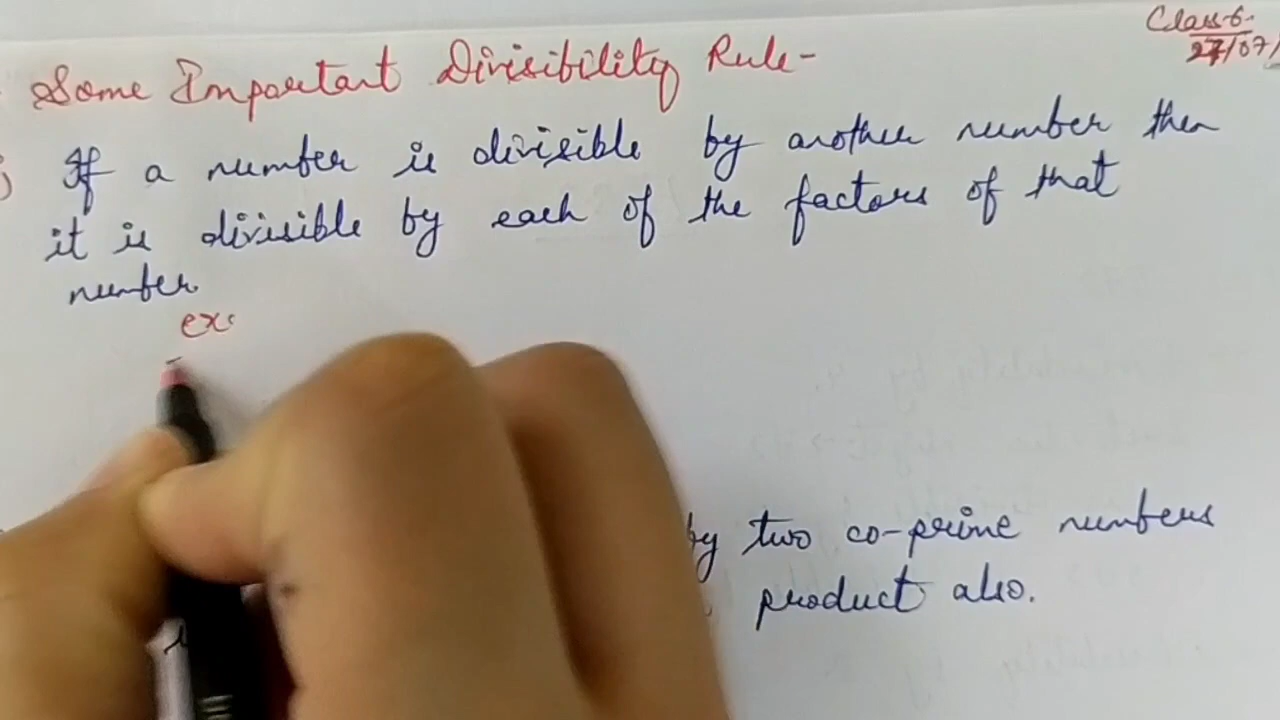 Class-6.
27/07/
Some Important Divisibility Rule-
If a number is divisible by another number then
it is divisible by each of the factors of that
number.
ex:
by two co-prime numbers
product also.